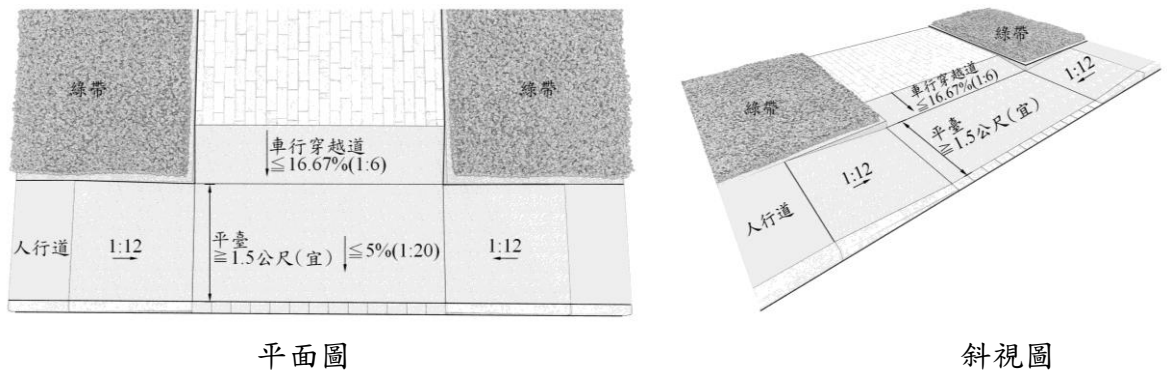 綠帶
綠帶
車行穿越道
≦16.67%(1:6)
人行道
1:12
平臺
≧1.5公尺(宜)
≦5%(1:20)
1:12
平面圖
綠帶
綠帶
車行穿越道
≦16.67%(1:6)
1:12
平臺
≧1.5公尺(宜)
1:12
人行道
斜視圖